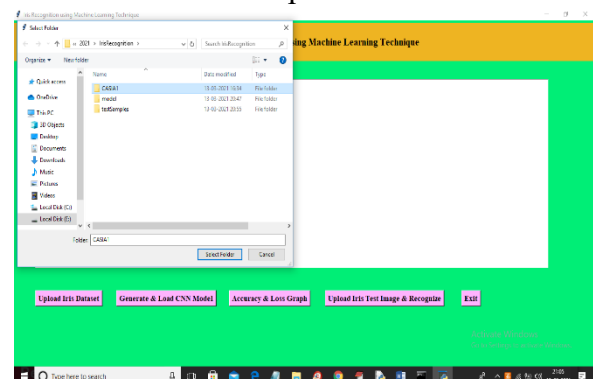 Iris Recognition using Machine Learning Technique
Select Folder
ing Machine Learning Technique
« 2021 › IrisRecognition ›
Search IrisRecognition
Organize
New folder
Name
Date modified
Type
Quick access
CASIA1
File folder
OneDrive
model
File folder
This PC
testSamples
File folder
3D Objects
Desktop
Documents
Downloads
Music
Pictures
Videos
Local Disk (C:)
Local Disk (E:)
Folder: CASIA1
Select Folder
Cancel
Upload Iris Dataset
Generate & Load CNN Model
Accuracy & Loss Graph
Upload Iris Test Image & Recognize
Exit
Type here to search
21:05